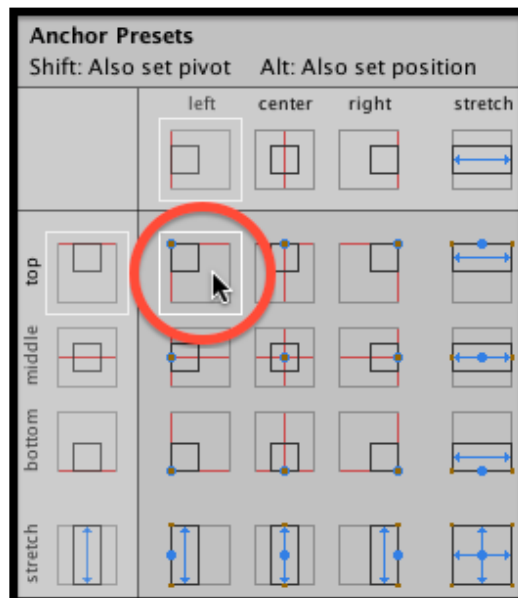 Anchor Presets
Shift: Also set pivot Alt: Also set position
left center right stretch
top
middle
bottom
stretch